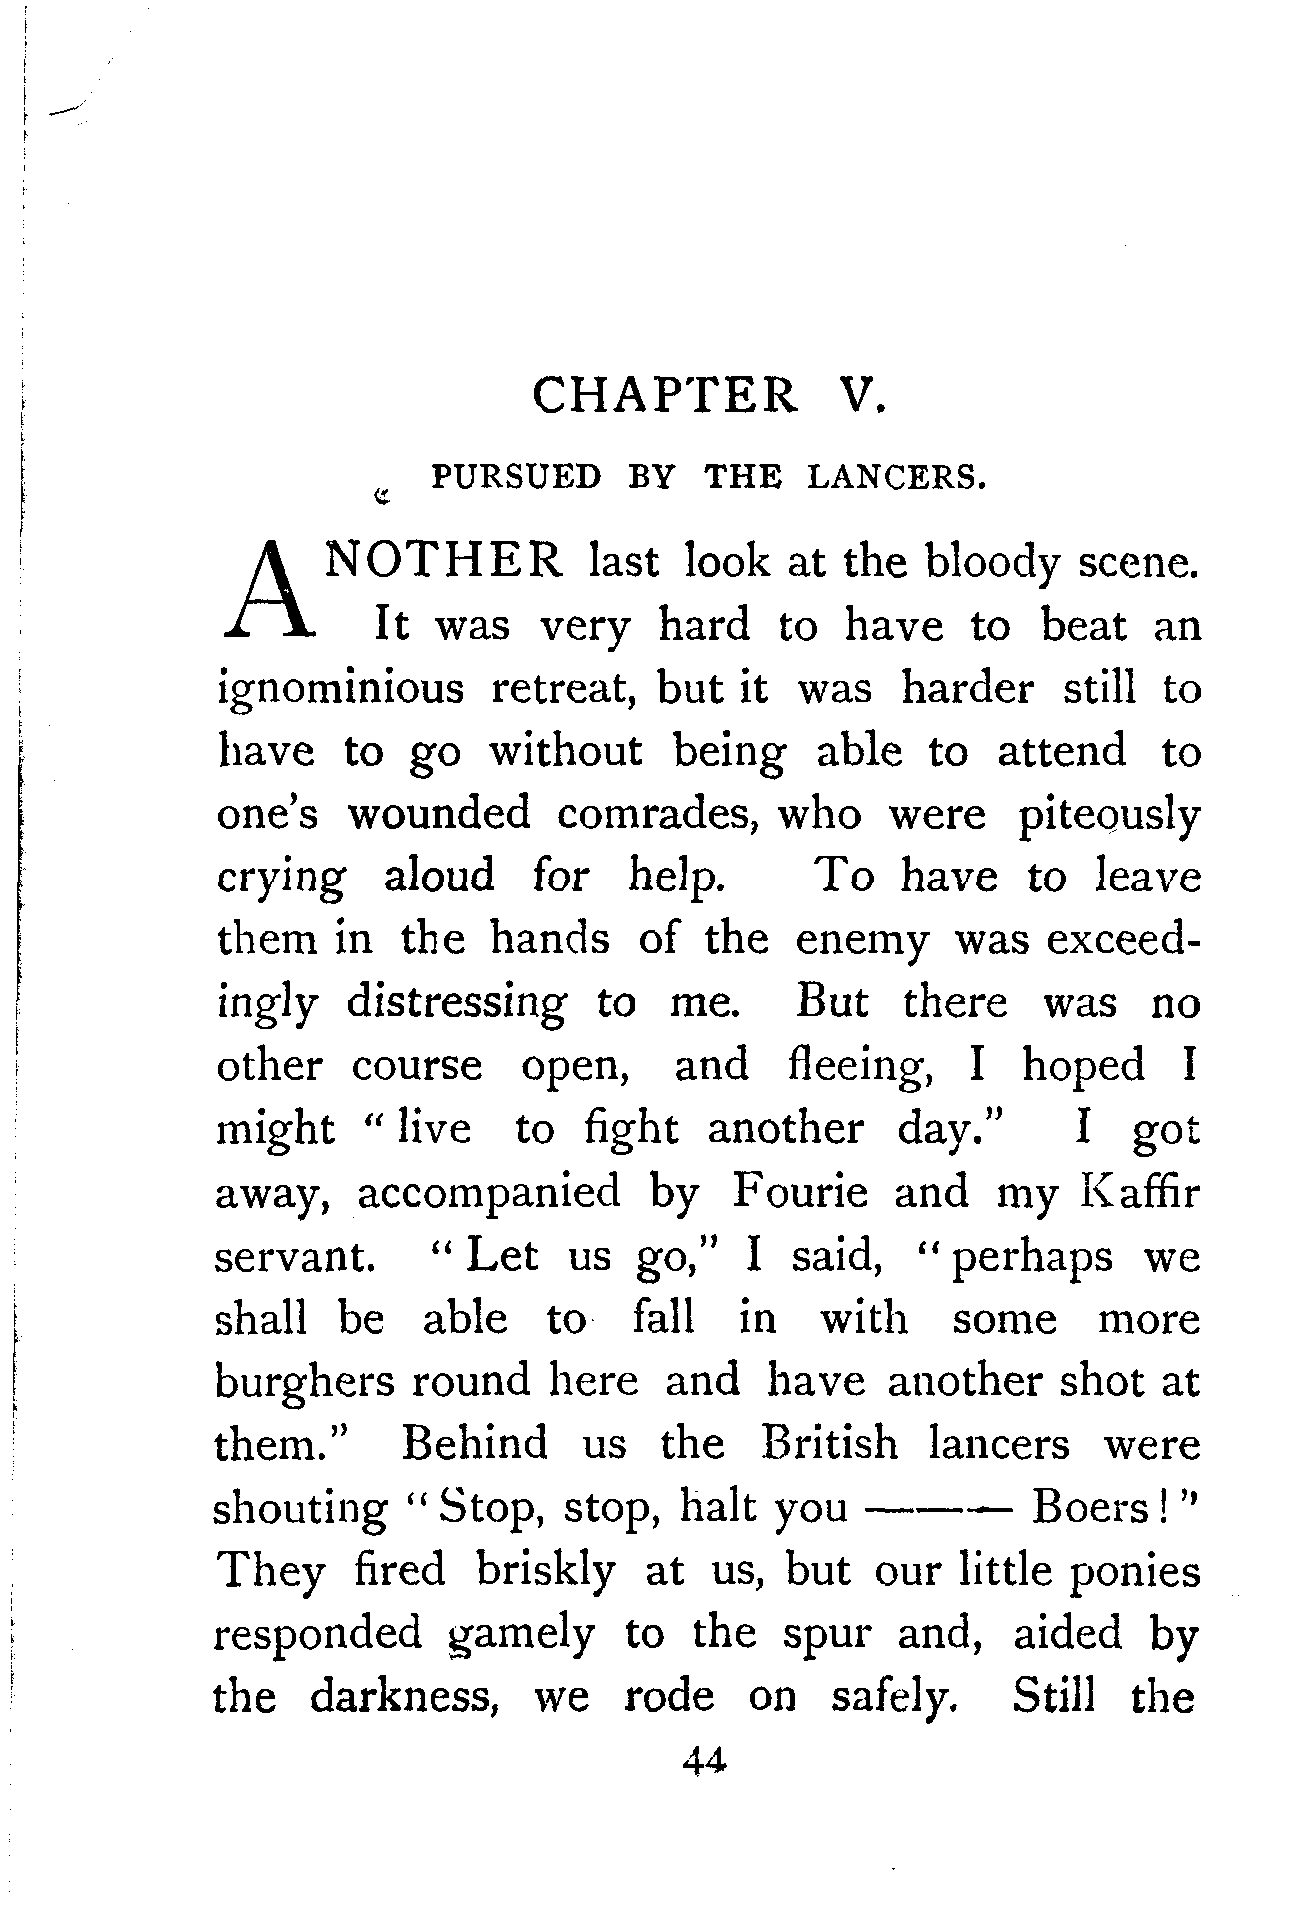 CHAPTER V.
PURSUED BY THE LANCERS.
ANOTHER last look at the bloody scene.
It was very hard to have to beat an
ignominious retreat, but it was harder still to
have to go without being able to attend to
one's wounded comrades, who were piteously
crying aloud for help. To have to leave
them in the hands of the enemy was exceed-
ingly distressing to me. But there was no
other course open, and fleeing, I hoped I
might “ live to fight another day.” I got
away, accompanied by Fourie and my Kaffir
servant. “ Let us go,” I said, “ perhaps we
shall be able to fall in with some more
burghers round here and have another shot at
them.” Behind us the British lancers were
shouting “ Stop, stop, halt you ——— Boers ! ”
They fired briskly at us, but our little ponies
responded gamely to the spur and, aided by
the darkness, we rode on safely. Still the
44